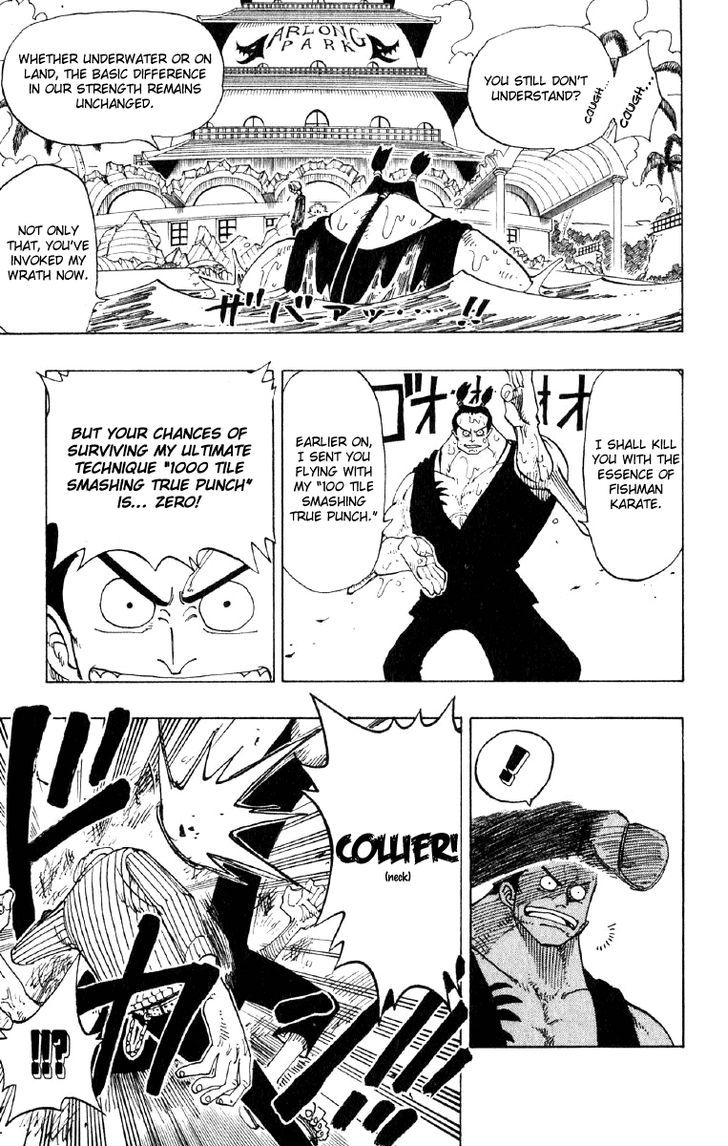 ARLONG
PARK
COUGH...
COUGH...
YOU STILL DON'T
UNDERSTAND?
WHETHER UNDERWATER OR ON
LAND, THE BASIC DIFFERENCE
IN OUR STRENGTH REMAINS
UNCHANGED.
NOT ONLY
THAT, YOU'VE
INVOKED MY
WRATH NOW.
ザバァッ・・・・!!
I SHALL KILL
YOU WITH THE
ESSENCE OF
FISHMAN
KARATE.
ゴオオオ
EARLIER ON,
I SENT YOU
FLYING WITH
MY "100 TILE
SMASHING
TRUE PUNCH."
BUT YOUR CHANCES OF
SURVIVING MY ULTIMATE
TECHNIQUE "1000 TILE
SMASHING TRUE PUNCH"
IS... ZERO!
!
COLLIER!
(neck)
ドカン!!
!!!?